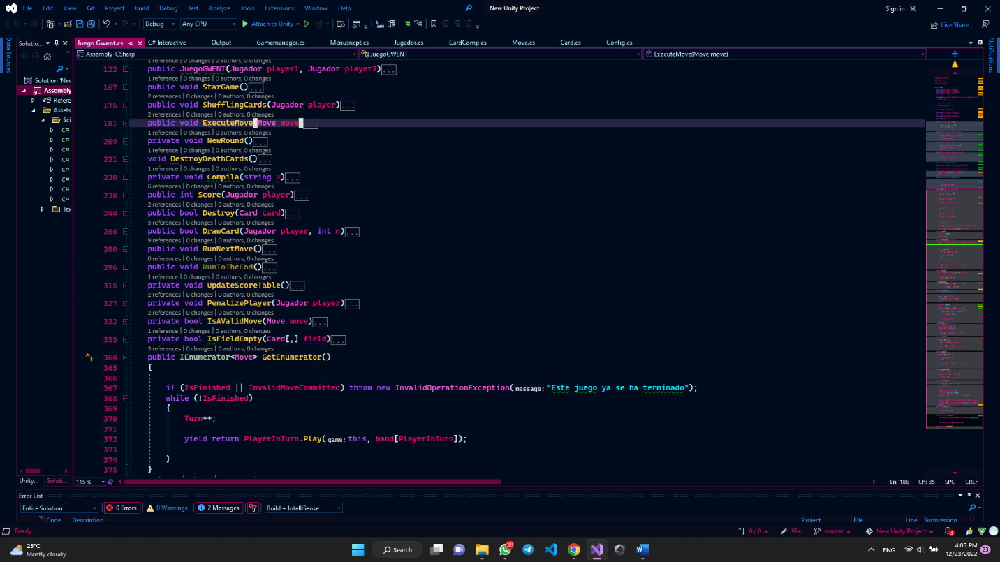 File Edit View Git Project Build Debug Test Analyze Tools Extensions Window Help New Unity Project Sign in
Debug Any CPU Attach to Unity Live Share
Data Sources
Notifications
Soluti... Juego Gwent.cs C# Interactive Output Gamemanager.cs Menusricpt.cs Jugador.cs CardComp.cs Move.cs Card.cs Config.cs
Assembly-CSharp JuegoGWENT ExecuteMove(Move move)
Solution 'Nev
Assembly
Refere
Assets
Sci
C#
C#
C#
C#
C#
C#
C#
C#
Tex
1 reference | 0 changes | 0 authors, 0 changes
122 public JuegoGWENT(Jugador player1, Jugador player2)...
1 reference | 0 changes | 0 authors, 0 changes
167 public void StarGame()...
2 references | 0 changes | 0 authors, 0 changes
176 public void ShufflingCards(Jugador player)...
2 references | 0 changes | 0 authors, 0 changes
181 public void ExecuteMove(Move move)...
1 reference | 0 changes | 0 authors, 0 changes
209 private void NewRound()...
1 reference | 0 changes | 0 authors, 0 changes
221 void DestroyDeathCards()...
1 reference | 0 changes | 0 authors, 0 changes
230 private void Compila(string v)...
6 references | 0 changes | 0 authors, 0 changes
234 public int Score(Jugador player)...
2 references | 0 changes | 0 authors, 0 changes
244 public bool Destroy(Card card)...
3 references | 0 changes | 0 authors, 0 changes
266 public bool DrawCard(Jugador player, int n)...
9 references | 0 changes | 0 authors, 0 changes
280 public void RunNextMove()...
0 references | 0 changes | 0 authors, 0 changes
296 public void RunToTheEnd()...
1 reference | 0 changes | 0 authors, 0 changes
315 private void UpdateScoreTable()...
2 references | 0 changes | 0 authors, 0 changes
327 private void PenalizePlayer(Jugador player)...
2 references | 0 changes | 0 authors, 0 changes
332 private bool IsAValidMove(Move move)...
1 reference | 0 changes | 0 authors, 0 changes
355 private bool IsFieldEmpty(Card[,] field)...
3 references | 0 changes | 0 authors, 0 changes
364 public IEnumerator<Move> GetEnumerator()
365 {
366
367 if (IsFinished || InvalidMoveCommitted) throw new InvalidOperationException(message: "Este juego ya se ha terminado");
368 while (!IsFinished)
369 {
370 Turn++;
371
372 yield return PlayerInTurn.Play(game: this, hand[PlayerInTurn]);
373
374 }
375 }
Unity... Soluti... 115 % Ln: 186 Ch: 35 SPC CRLF
Error List
Entire Solution 0 Errors 0 Warnings 2 Messages Build + IntelliSense
Code Description Project File Line Suppression
Ready 0 / 0 99+ master New Unity Project 3
25°C
Mostly cloudy
Search 38 ENG 4:05 PM
12/23/2022 23